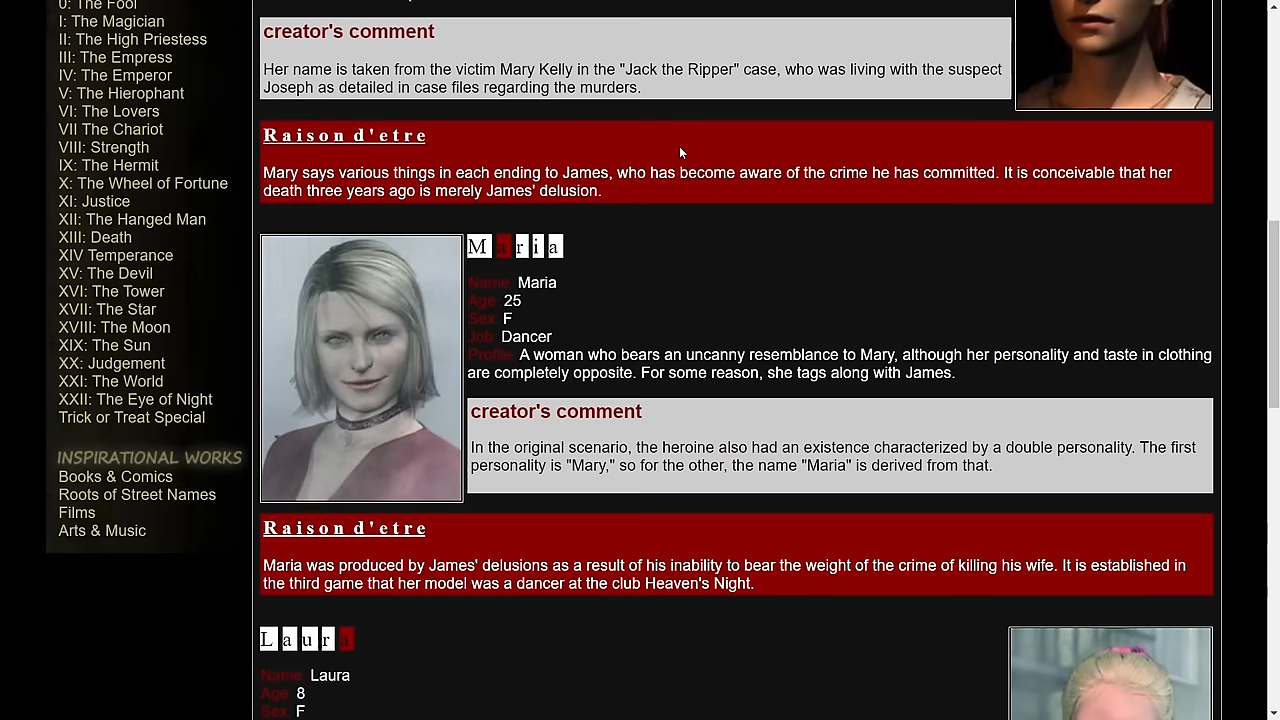 0: The Fool
I: The Magician
II: The High Priestess
III: The Empress
IV: The Emperor
V: The Hierophant
VI: The Lovers
VII The Chariot
VIII: Strength
IX: The Hermit
X: The Wheel of Fortune
XI: Justice
XII: The Hanged Man
XIII: Death
XIV Temperance
XV: The Devil
XVI: The Tower
XVII: The Star
XVIII: The Moon
XIX: The Sun
XX: Judgement
XXI: The World
XXII: The Eye of Night
Trick or Treat Special
INSPIRATIONAL WORKS
Books & Comics
Roots of Street Names
Films
Arts & Music
creator's comment
Her name is taken from the victim Mary Kelly in the "Jack the Ripper" case, who was living with the suspect
Joseph as detailed in case files regarding the murders.
Raison d'etre
Mary says various things in each ending to James, who has become aware of the crime he has committed. It is conceivable that her
death three years ago is merely James' delusion.
Maria
Name: Maria
Age: 25
Sex: F
Job: Dancer
Profile: A woman who bears an uncanny resemblance to Mary, although her personality and taste in clothing
are completely opposite. For some reason, she tags along with James.
creator's comment
In the original scenario, the heroine also had an existence characterized by a double personality. The first
personality is "Mary," so for the other, the name "Maria" is derived from that.
Raison d'etre
Maria was produced by James' delusions as a result of his inability to bear the weight of the crime of killing his wife. It is established in
the third game that her model was a dancer at the club Heaven's Night.
Laura
Name: Laura
Age: 8
Sex: F